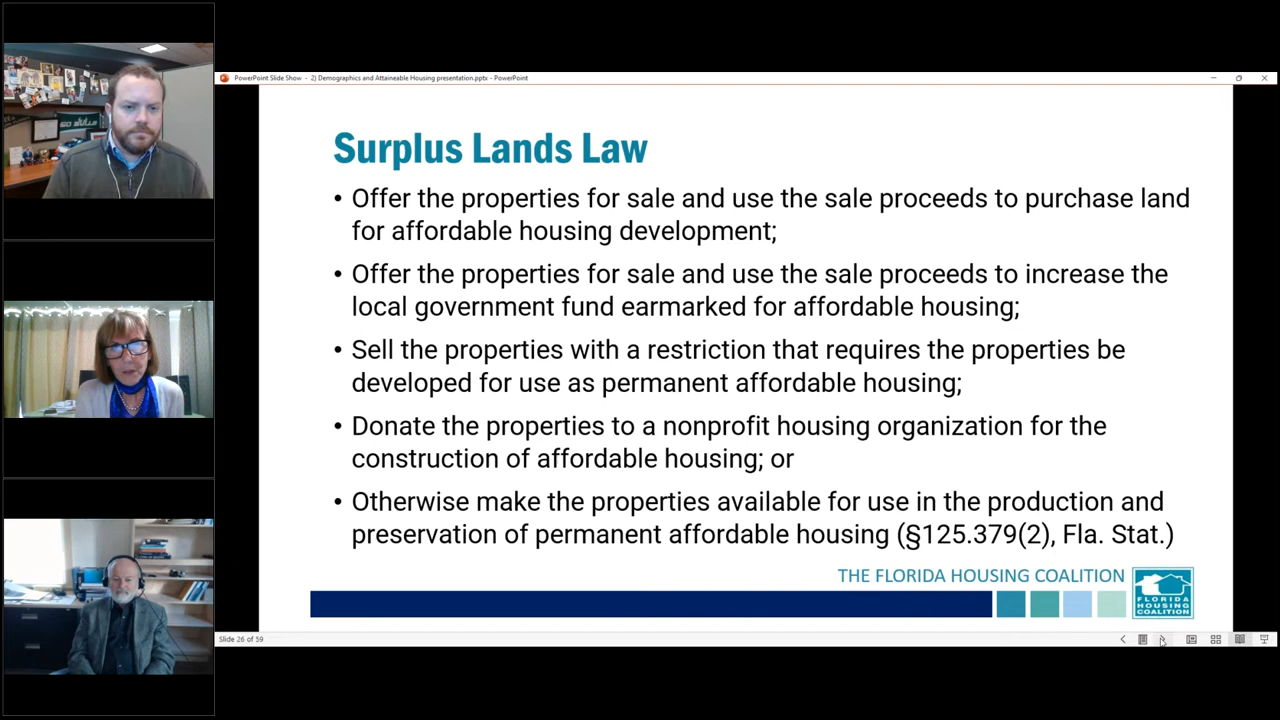 PowerPoint Slide Show - 2) Demographics and Attaineable Housing presentation.pptx - PowerPoint
Surplus Lands Law
• Offer the properties for sale and use the sale proceeds to purchase land
for affordable housing development;
• Offer the properties for sale and use the sale proceeds to increase the
local government fund earmarked for affordable housing;
• Sell the properties with a restriction that requires the properties be
developed for use as permanent affordable housing;
• Donate the properties to a nonprofit housing organization for the
construction of affordable housing; or
• Otherwise make the properties available for use in the production and
preservation of permanent affordable housing (§125.379(2), Fla. Stat.)
THE FLORIDA HOUSING COALITION
FLORIDA
HOUSING
COALITION
Slide 26 of 59